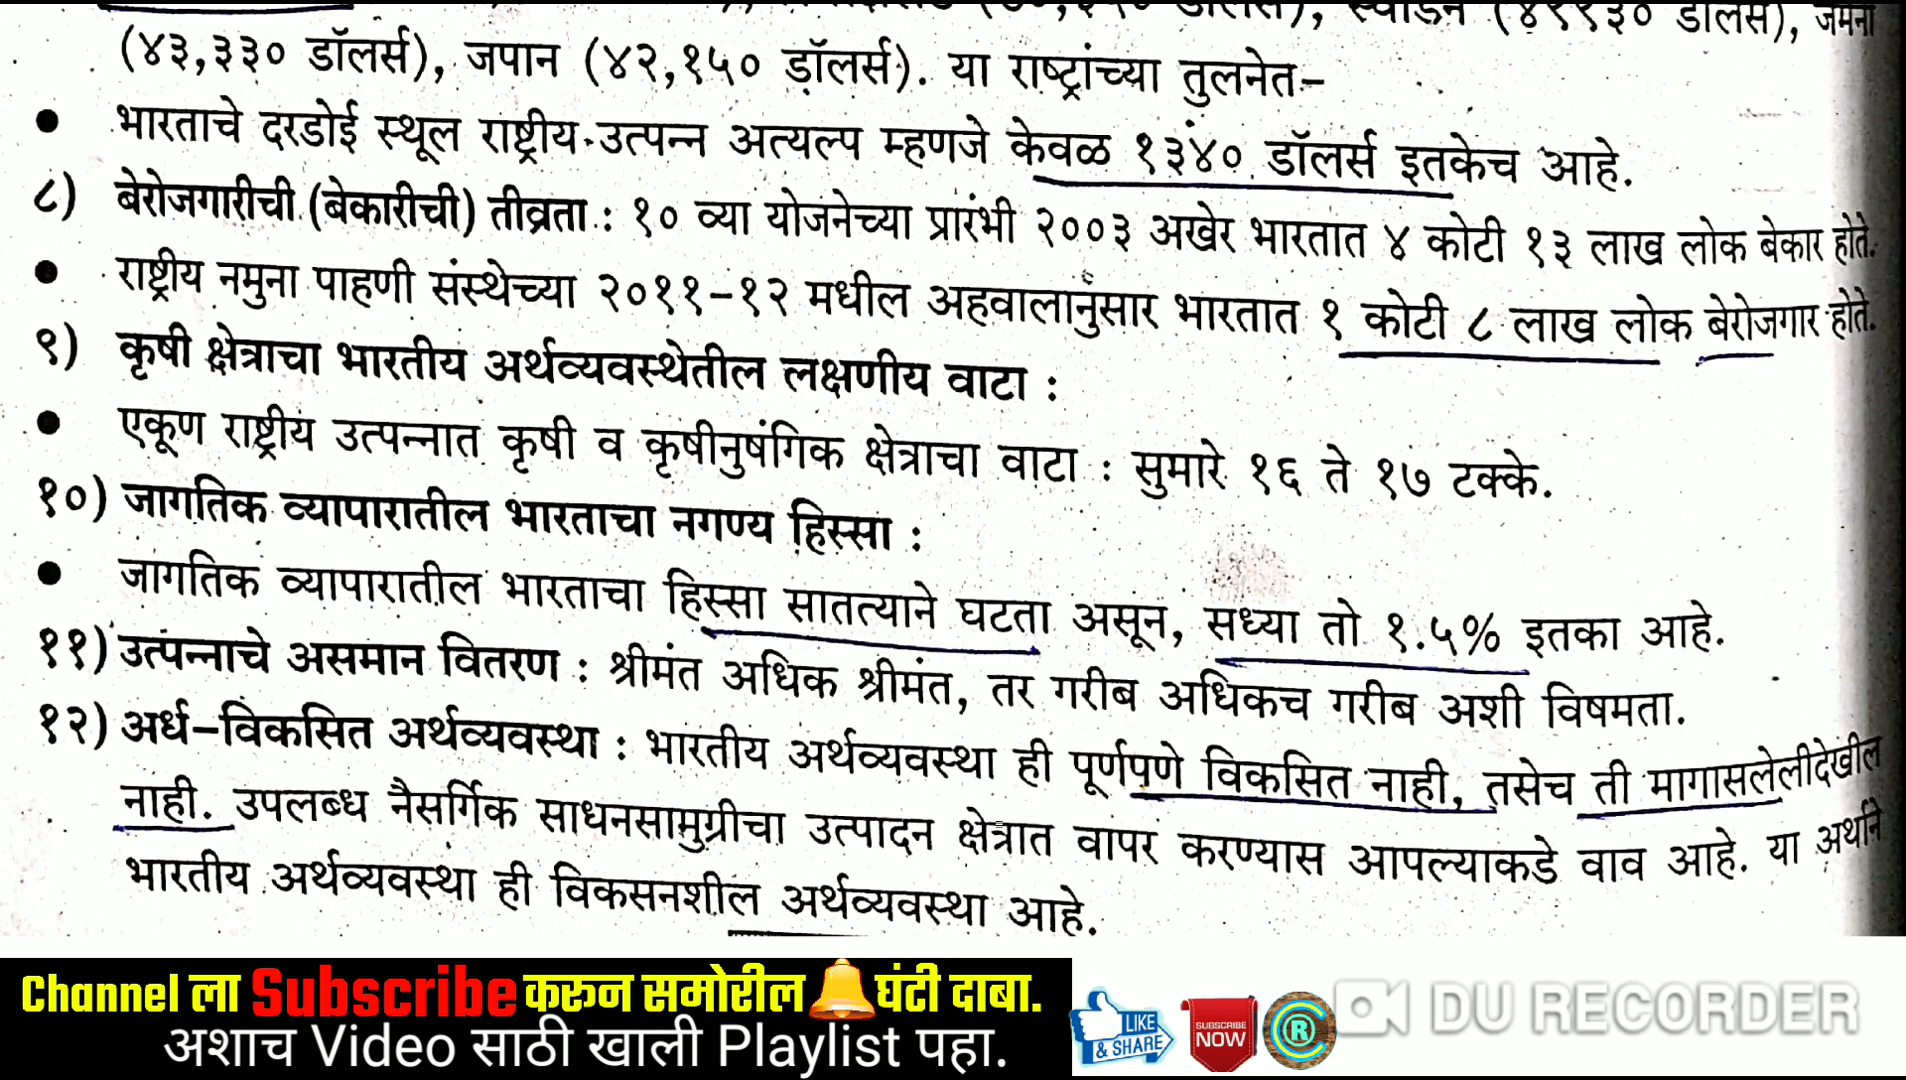 (४३,३३० डॉलर्स), जपान (४२,१५० डॉलर्स). या राष्ट्रांच्या तुलनेत-
• भारताचे दरडोई स्थूल राष्ट्रीय उत्पन्न अत्यल्प म्हणजे केवळ १३४० डॉलर्स इतकेच आहे.
८) बेरोजगारीची (बेकारीची) तीव्रता : १० व्या योजनेच्या प्रारंभी २००३ अखेर भारतात ४ कोटी १३ लाख लोक बेकार होते.
• राष्ट्रीय नमुना पाहणी संस्थेच्या २०११-१२ मधील अहवालानुसार भारतात १ कोटी ८ लाख लोक बेरोजगार होते.
९) कृषी क्षेत्राचा भारतीय अर्थव्यवस्थेतील लक्षणीय वाटा :
• एकूण राष्ट्रीय उत्पन्नात कृषी व कृषीनुषंगिक क्षेत्राचा वाटा : सुमारे १६ ते १७ टक्के.
१०) जागतिक व्यापारातील भारताचा नगण्य हिस्सा :
• जागतिक व्यापारातील भारताचा हिस्सा सातत्याने घटता असून, सध्या तो १.५% इतका आहे.
११) उत्पन्नाचे असमान वितरण : श्रीमंत अधिक श्रीमंत, तर गरीब अधिकच गरीब अशी विषमता.
१२) अर्ध-विकसित अर्थव्यवस्था : भारतीय अर्थव्यवस्था ही पूर्णपणे विकसित नाही, तसेच ती मागासलेलीदेखील
नाही. उपलब्ध नैसर्गिक साधनसामुग्रीचा उत्पादन क्षेत्रात वापर करण्यास आपल्याकडे वाव आहे. या अर्थाने
भारतीय अर्थव्यवस्था ही विकसनशील अर्थव्यवस्था आहे.
Channel ला Subscribe करून समोरील घंटी दाबा.
अशाच Video साठी खाली Playlist पहा.
LIKE & SHARE
SUBSCRIBE NOW
R
DU RECORDER